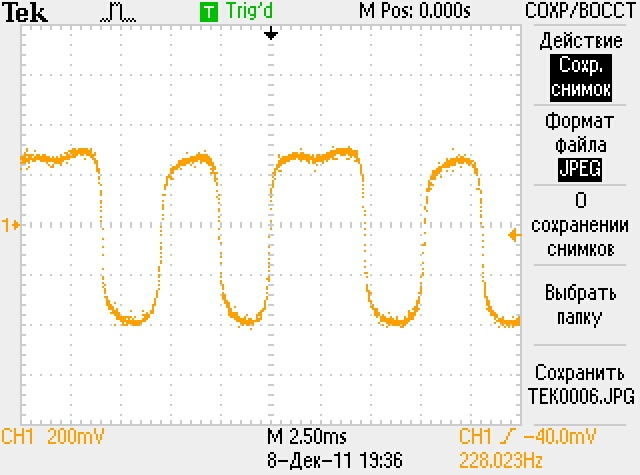 Tek T Trig'd M Pos: 0.000s СОХР/ВОССТ
Действие
Сохр.
снимок
Формат
файла
JPEG
О
сохранении
снимков
1
Выбрать
папку
Сохранить
TEK0006.JPG
CH1 200mV M 2.50ms CH1 -40.0mV
8-Дек-11 19:36 228.023Hz